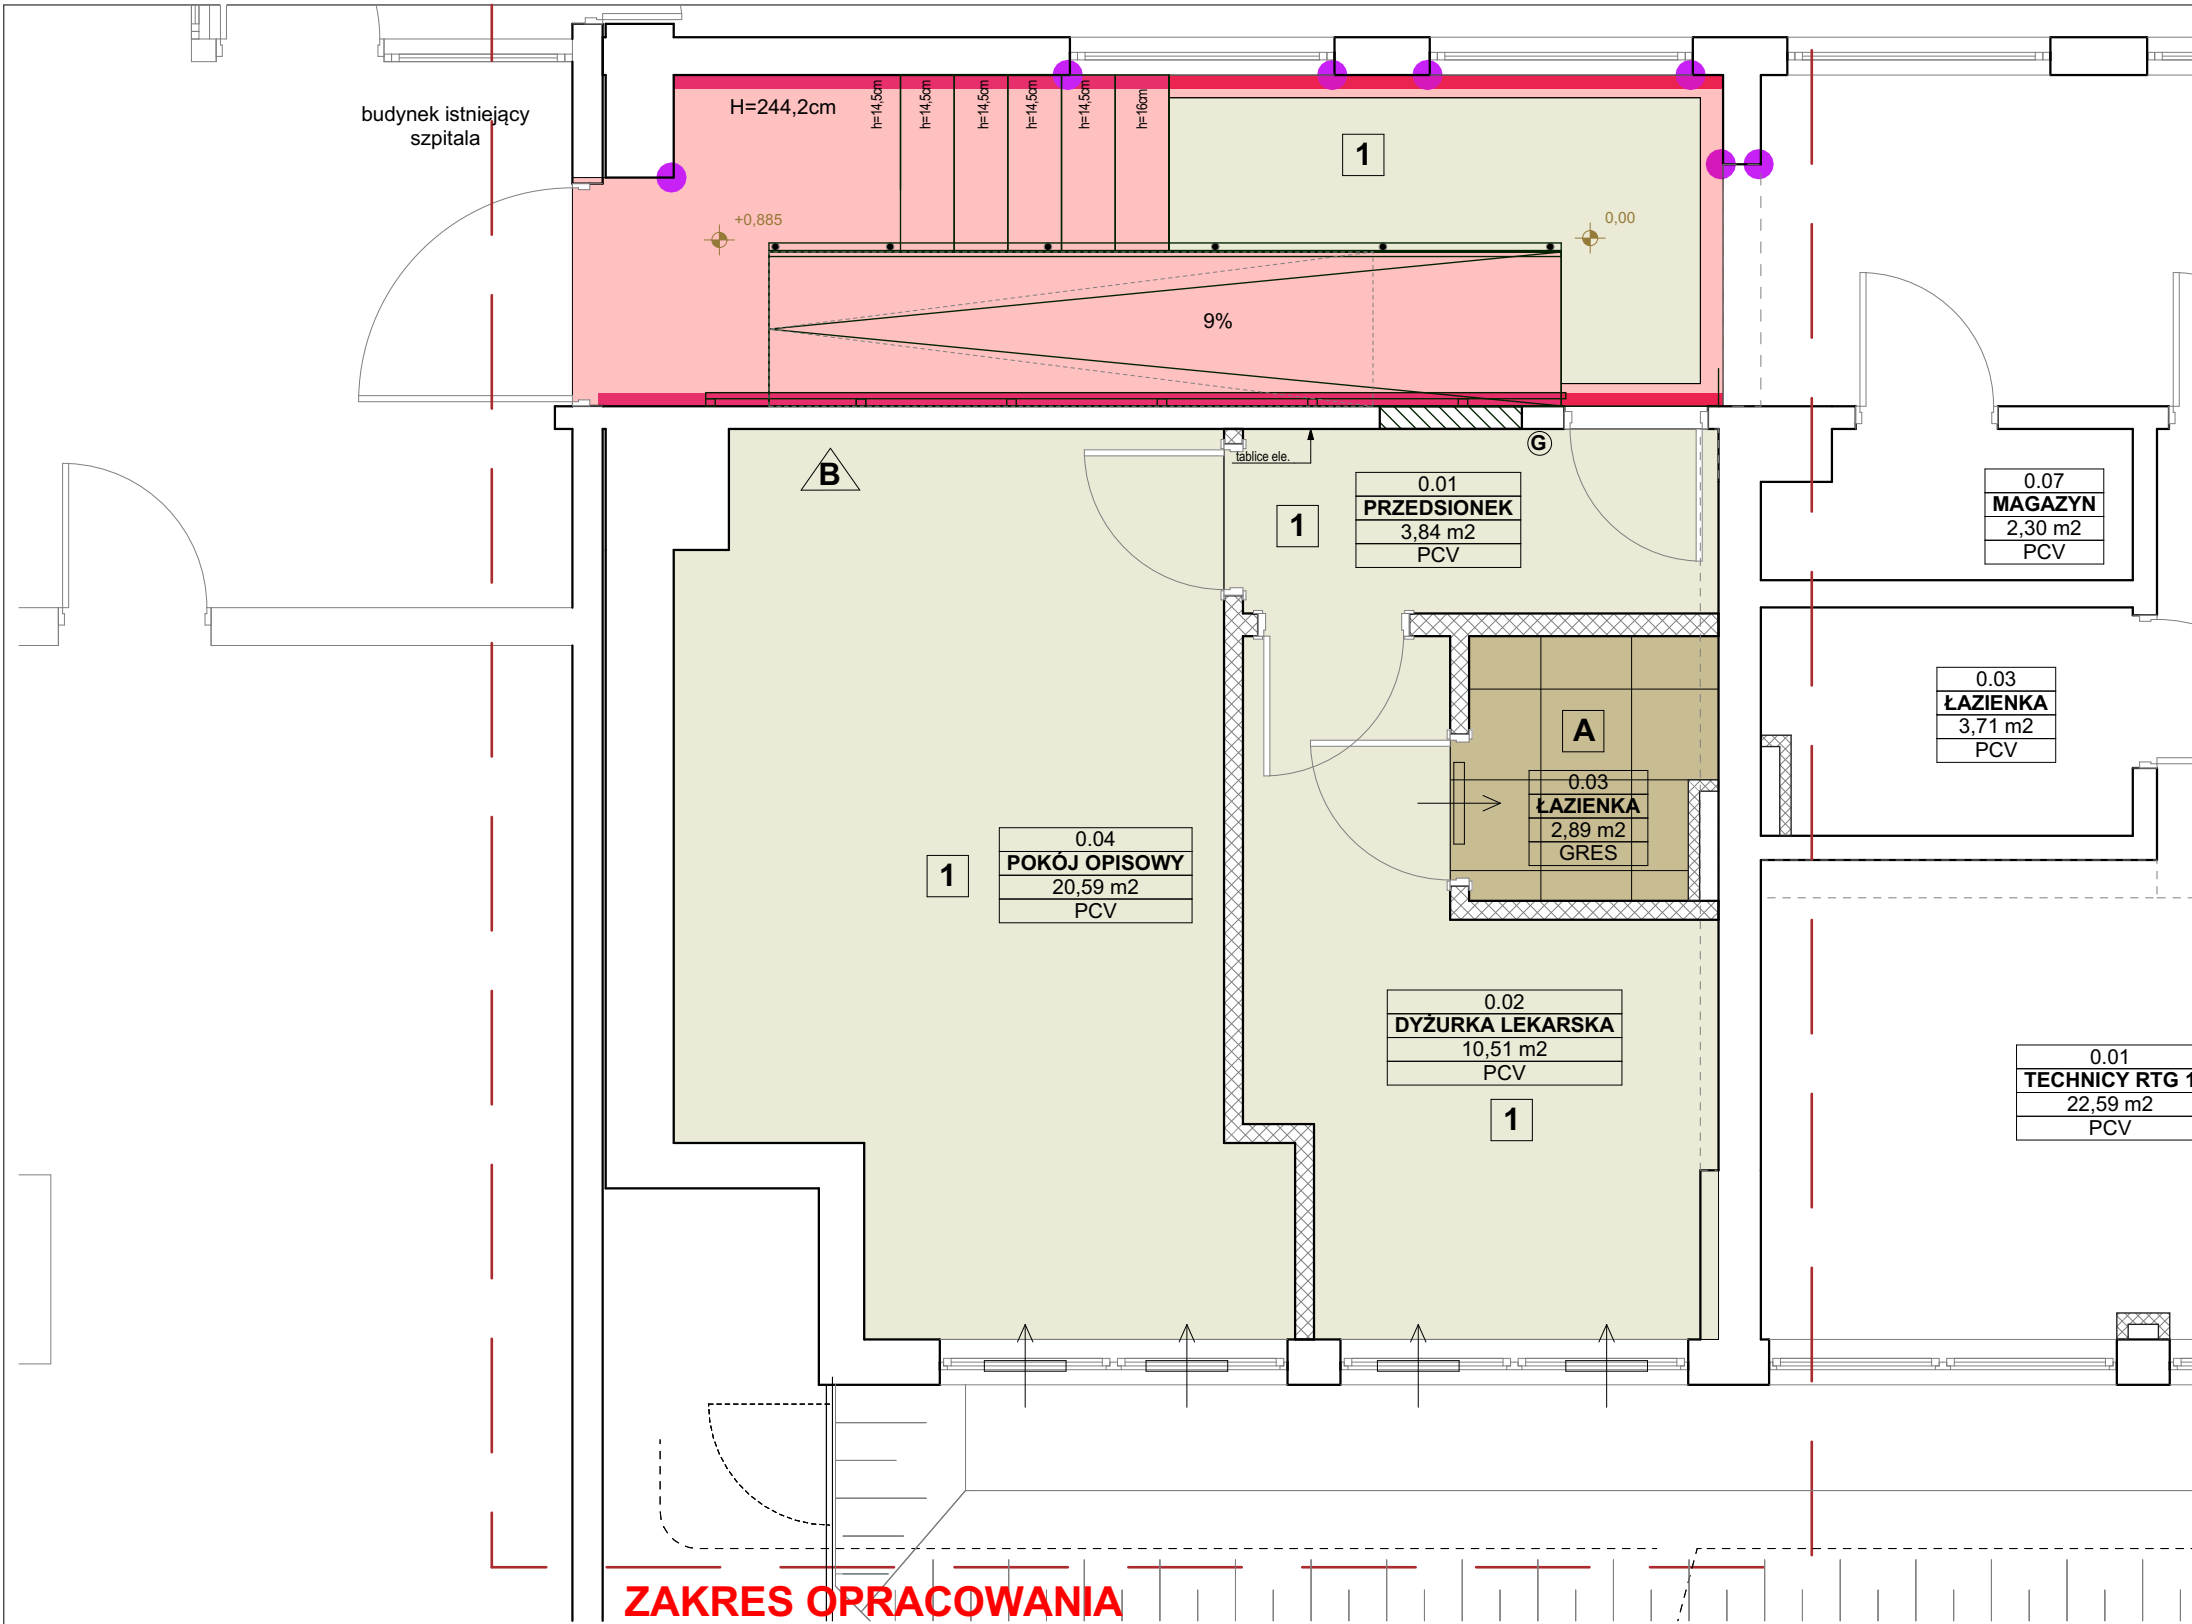 budynek istniejący
szpitala
H=244,2cm
h=14,5cm
h=14,5cm
h=14,5cm
h=14,5cm
h=14,5cm
h=16cm
1
+0,885
0,00
9%
B
tablice ele.
G
1
0.01
PRZEDSIONEK
3,84 m2
PCV
0.07
MAGAZYN
2,30 m2
PCV
0.03
ŁAZIENKA
3,71 m2
PCV
A
0.03
ŁAZIENKA
2,89 m2
GRES
1
0.04
POKÓJ OPISOWY
20,59 m2
PCV
0.02
DYŻURKA LEKARSKA
10,51 m2
PCV
1
0.01
TECHNICY RTG 1
22,59 m2
PCV
ZAKRES OPRACOWANIA